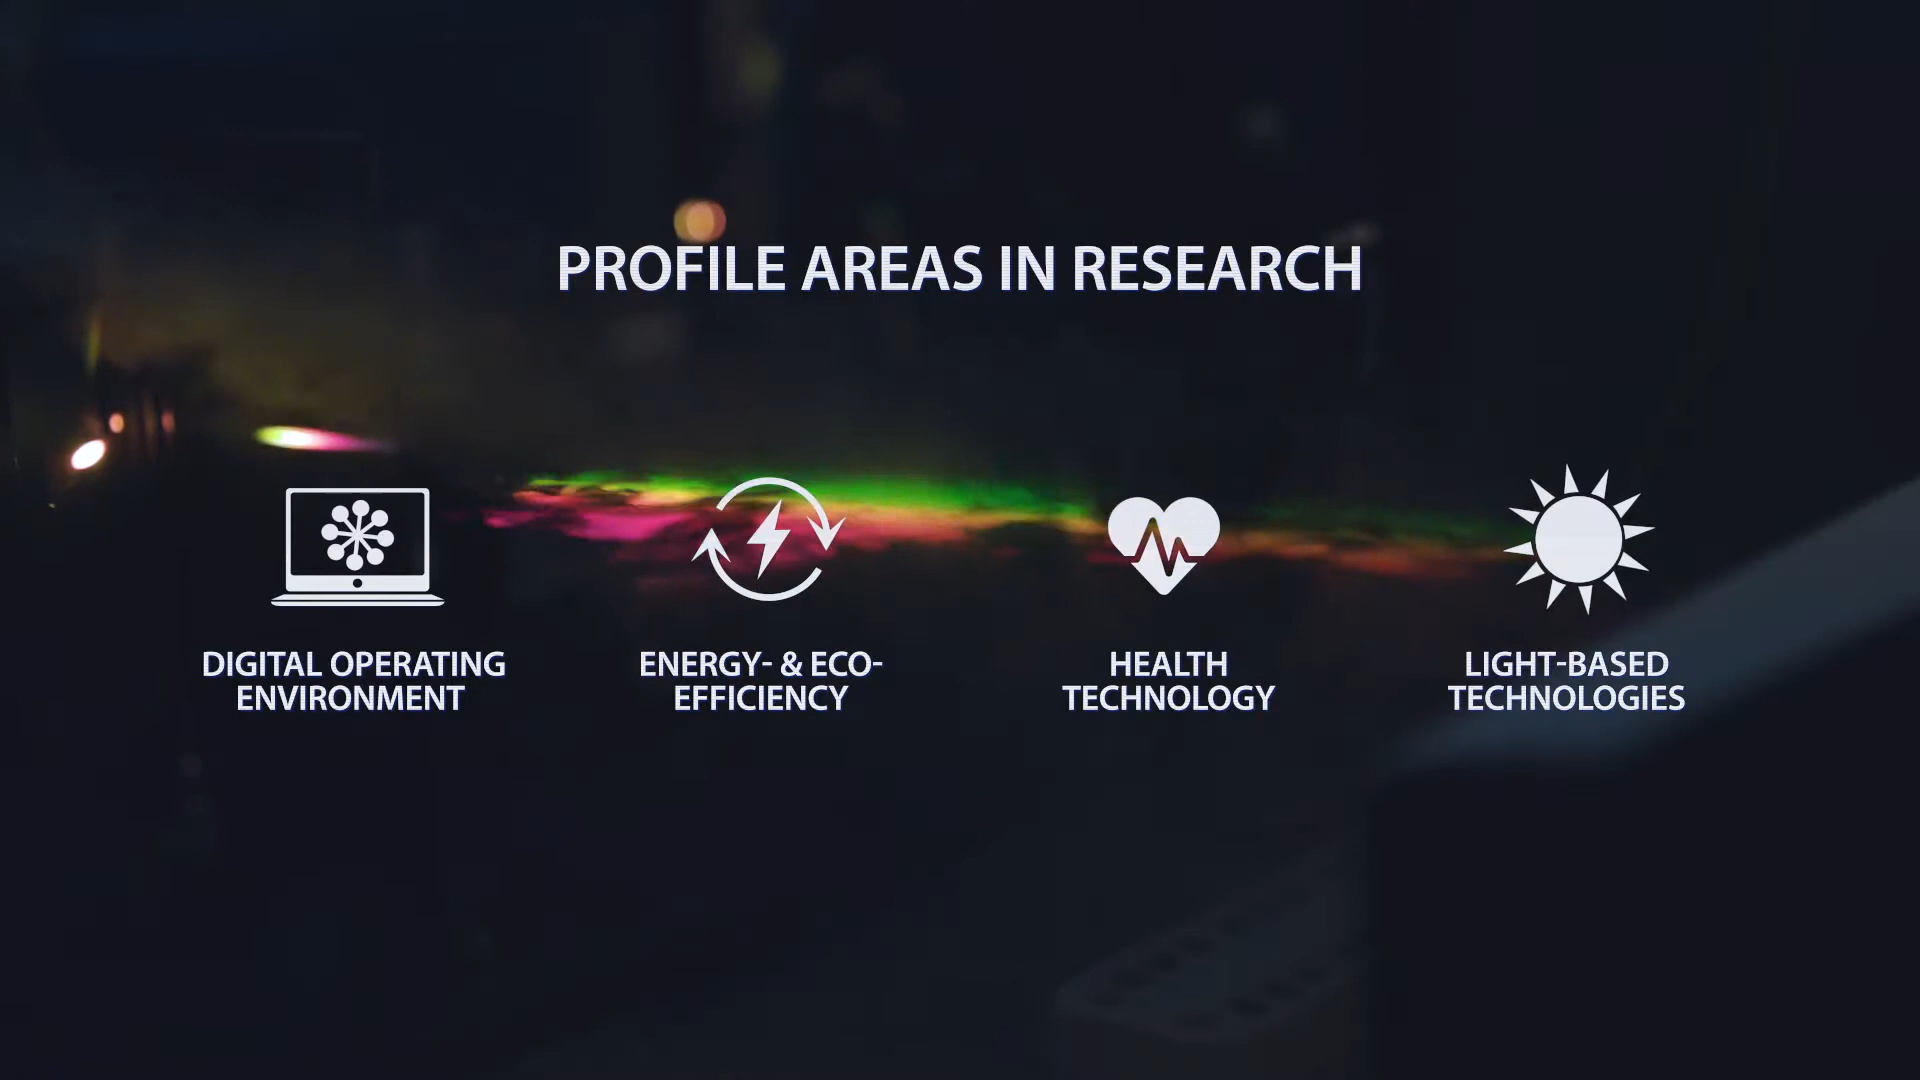 PROFILE AREAS IN RESEARCH
DIGITAL OPERATING
ENVIRONMENT
ENERGY- & ECO-
EFFICIENCY
HEALTH
TECHNOLOGY
LIGHT-BASED
TECHNOLOGIES